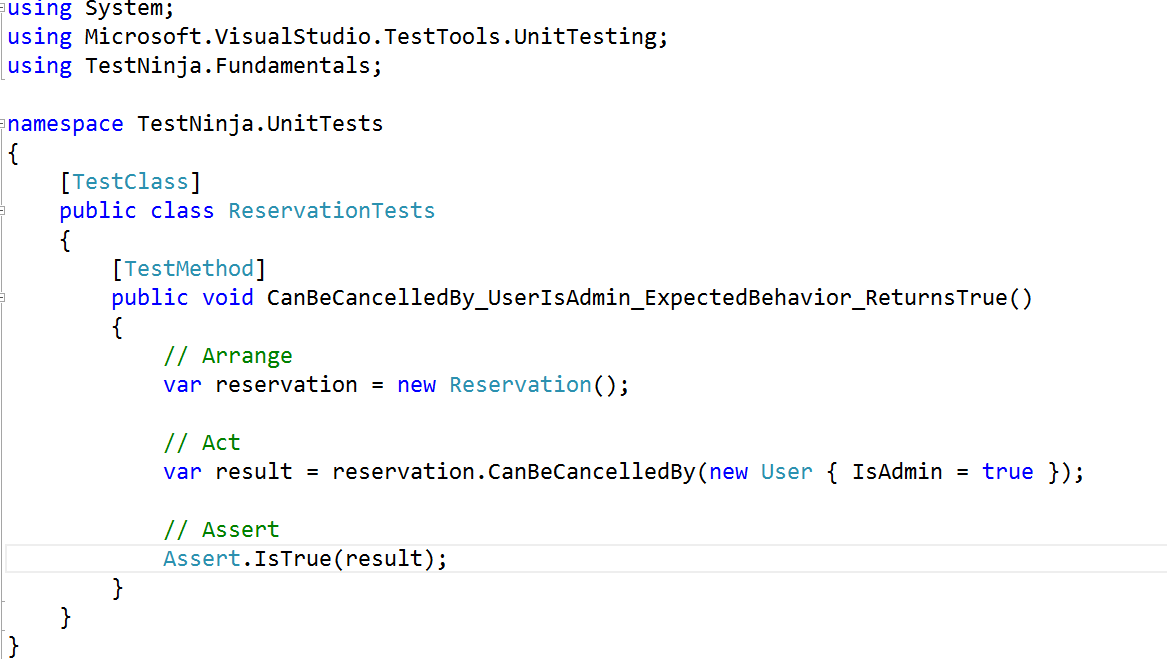 using System;
using Microsoft.VisualStudio.TestTools.UnitTesting;
using TestNinja.Fundamentals;
namespace TestNinja.UnitTests
{
[TestClass]
public class ReservationTests
{
[TestMethod]
public void CanBeCancelledBy_UserIsAdmin_ExpectedBehavior_ReturnsTrue()
{
// Arrange
var reservation = new Reservation();
// Act
var result = reservation.CanBeCancelledBy(new User { IsAdmin = true });
// Assert
Assert.IsTrue(result);
}
}
}